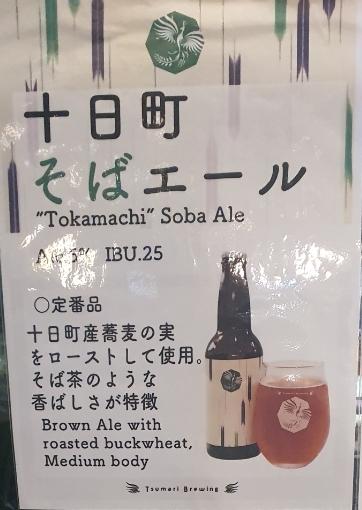 十日町
そばエール
"Tokamachi" Soba Ale
Alc.5% IBU.25
○定番品
十日町産蕎麦の実
をローストして使用。
そば茶のような
香ばしさが特徴
Brown Ale with
roasted buckwheat,
Medium body
Tsumari Brewing